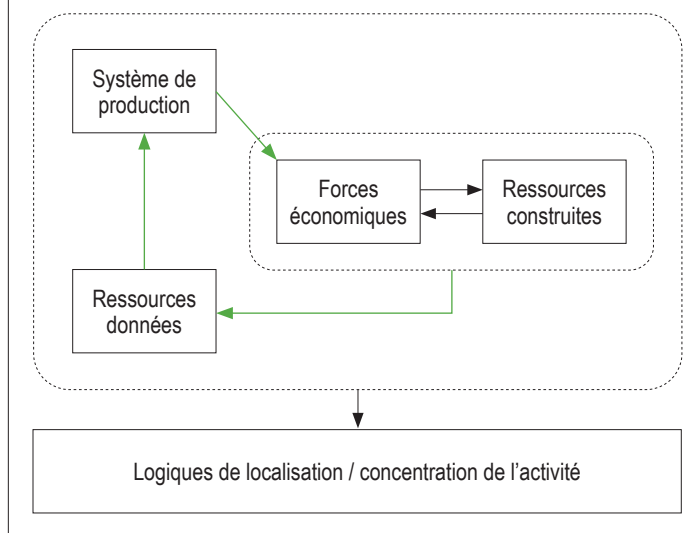 Système de
production
Forces
économiques
Ressources
construites
Ressources
données
Logiques de localisation / concentration de l’activité